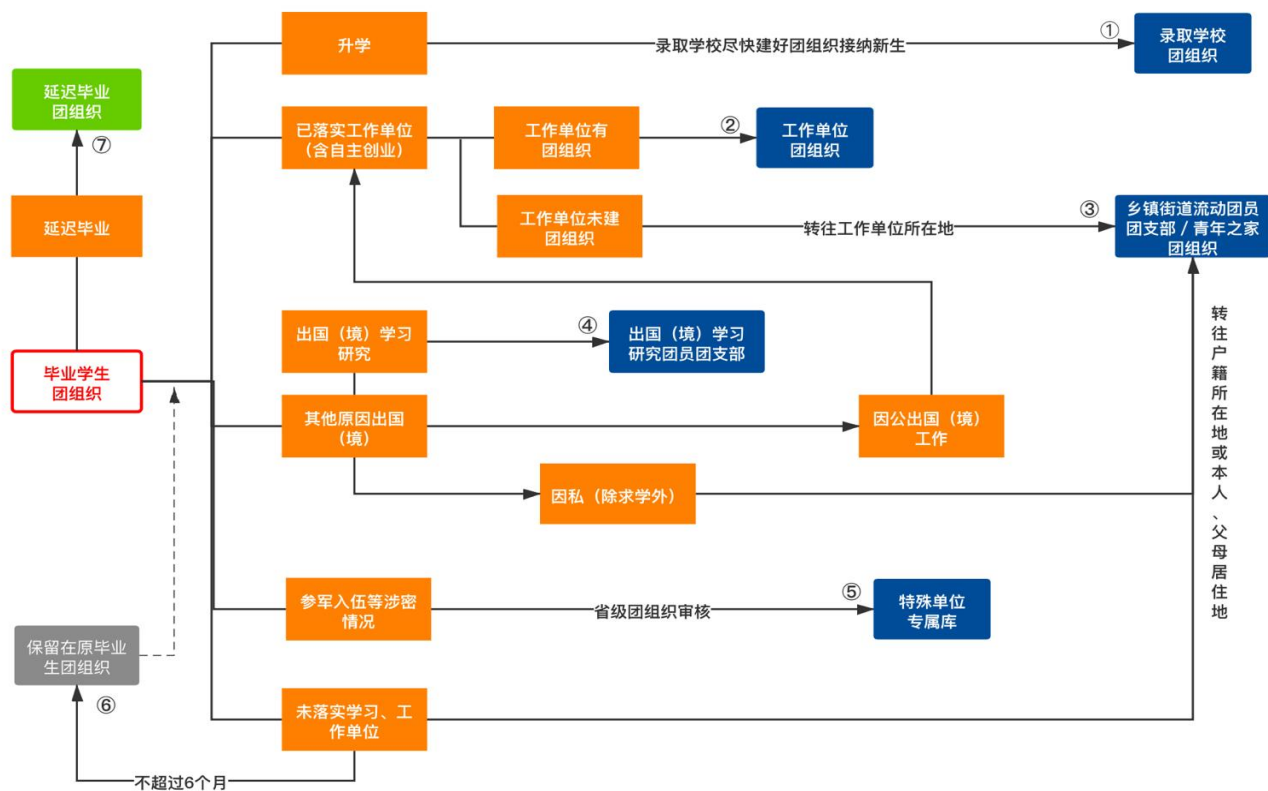 升学
录取学校尽快建好团组织接纳新生
①
录取学校
团组织
延迟毕业
团组织
⑦
延迟毕业
毕业学生
团组织
已落实工作单位
（含自主创业）
工作单位有
团组织
②
工作单位
团组织
工作单位未建
团组织
转往工作单位所在地
③
乡镇街道流动团员
团支部 / 青年之家
团组织
出国（境）学习
研究
④
出国（境）学习
研究团员团支部
其他原因出国
（境）
因公出国（境）
工作
因私（除求学外）
转往户籍所在地或本人、父母居住地
参军入伍等涉密
情况
省级团组织审核
⑤
特殊单位
专属库
保留在原毕业
生团组织
⑥
未落实学习、工
作单位
不超过6个月